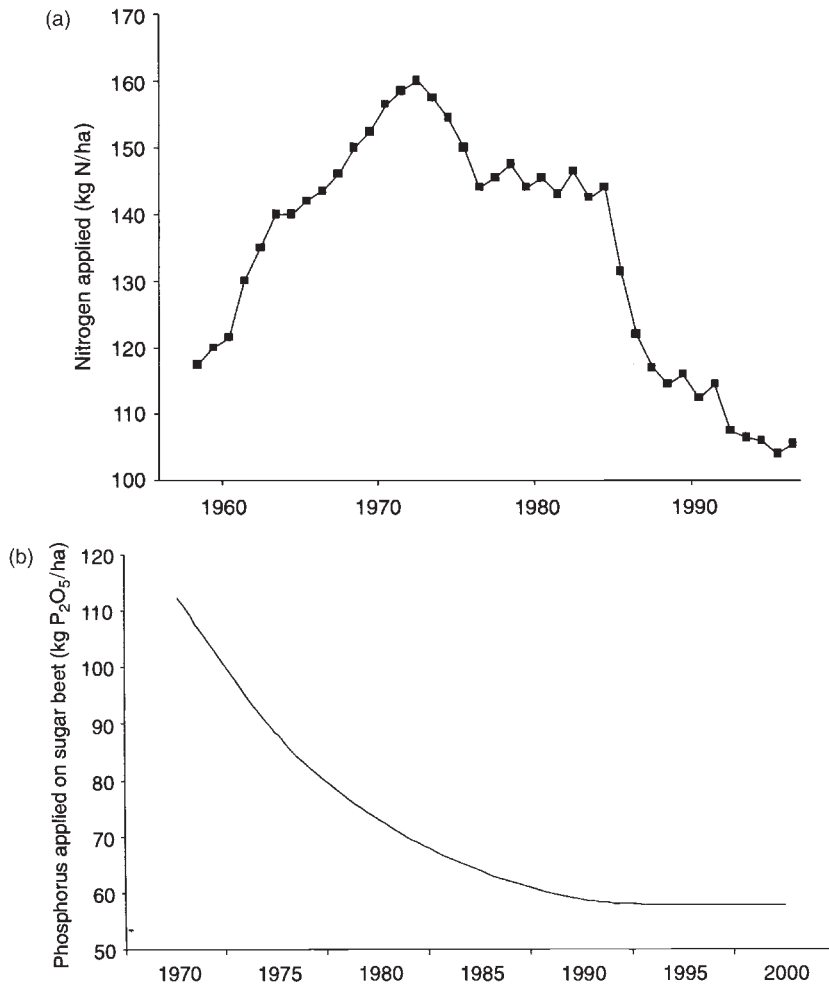 (a)
Nitrogen applied (kg N/ha)
170
160
150
140
130
120
110
100
1960 1970 1980 1990
(b)
Phosphorus applied on sugar beet (kg P₂O₅/ha)
120
110
100
90
80
70
60
50
1970 1975 1980 1985 1990 1995 2000